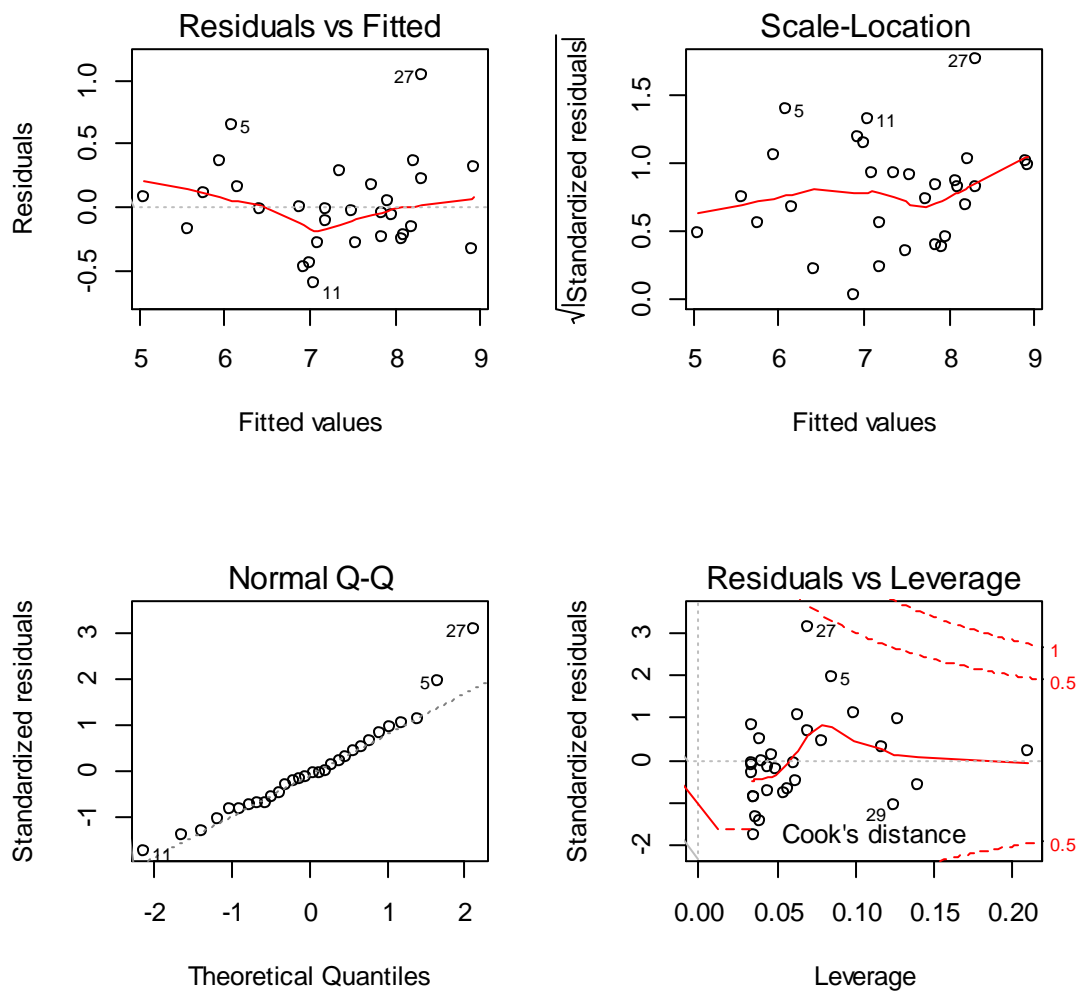 Residuals vs Fitted
Residuals
1.0
0.5
0.0
-0.5
27
5
11
5 6 7 8 9
Fitted values
Scale-Location
√|Standardized residuals|
1.5
1.0
0.5
0.0
27
5
11
5 6 7 8 9
Fitted values
Normal Q-Q
Standardized residuals
3
2
1
0
-1
27
5
11
-2 -1 0 1 2
Theoretical Quantiles
Residuals vs Leverage
Standardized residuals
3
2
1
0
-2
27
5
29
Cook's distance
1
0.5
0.5
0.00 0.05 0.10 0.15 0.20
Leverage